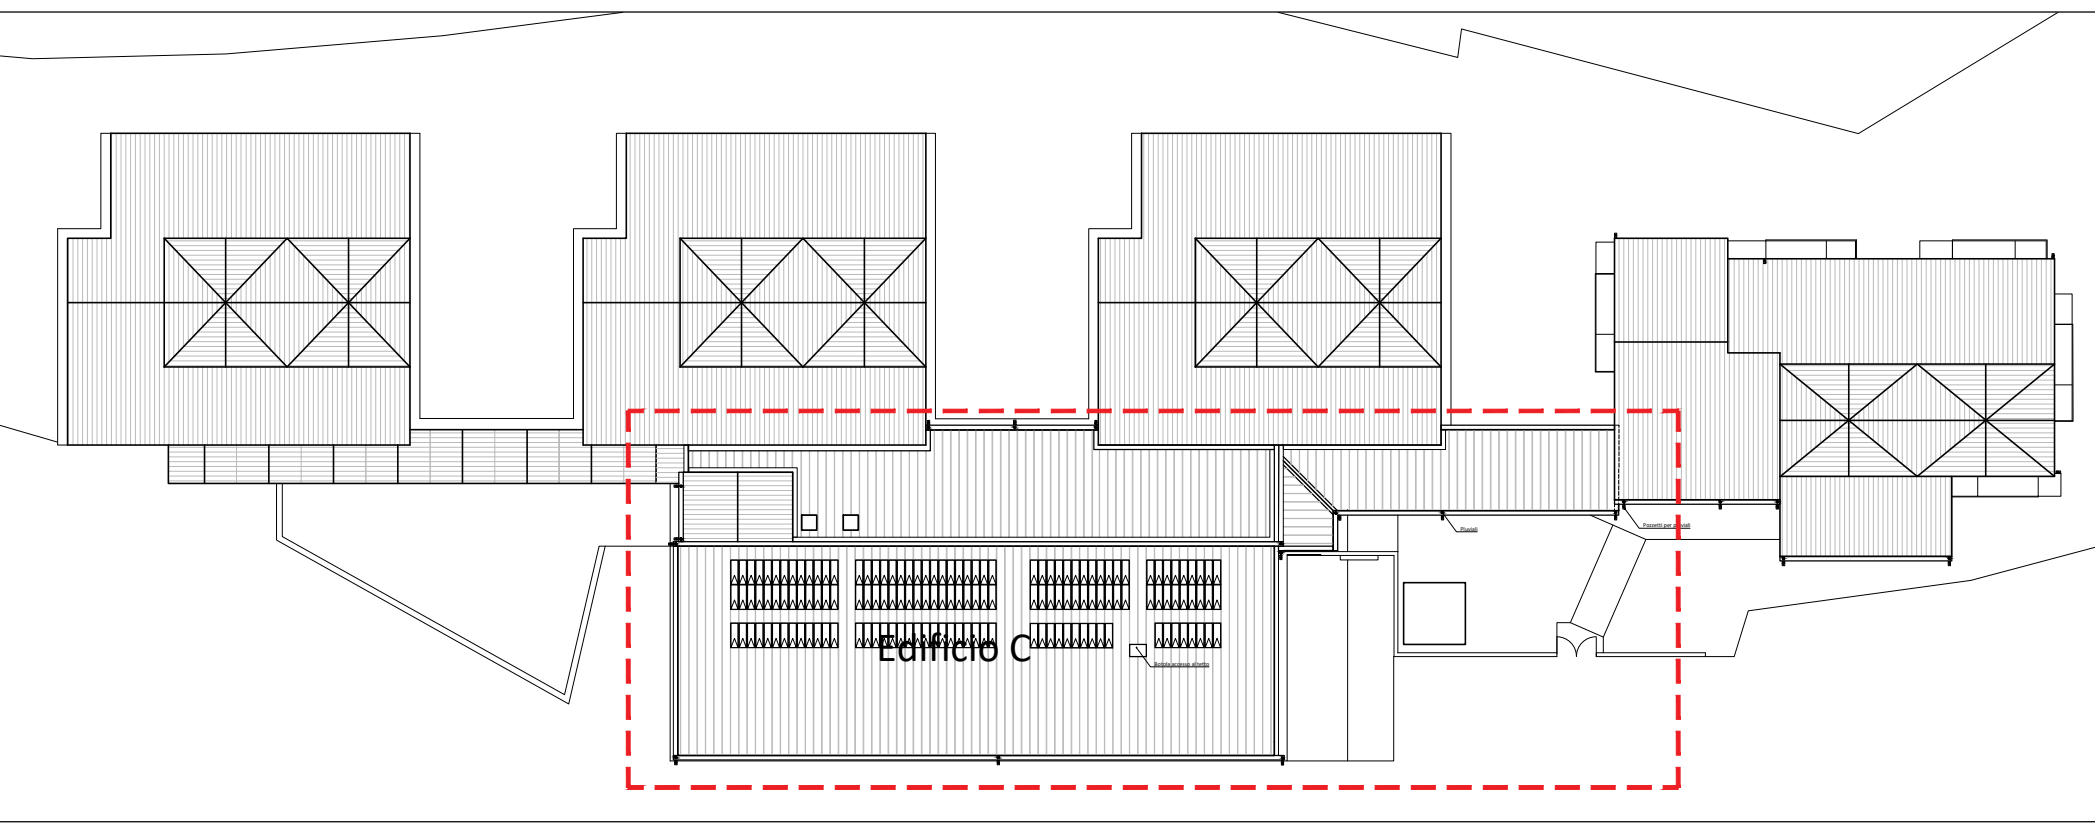 Pozzetti per pluviali
Pluviali
Edificio C
Botola accesso al tetto